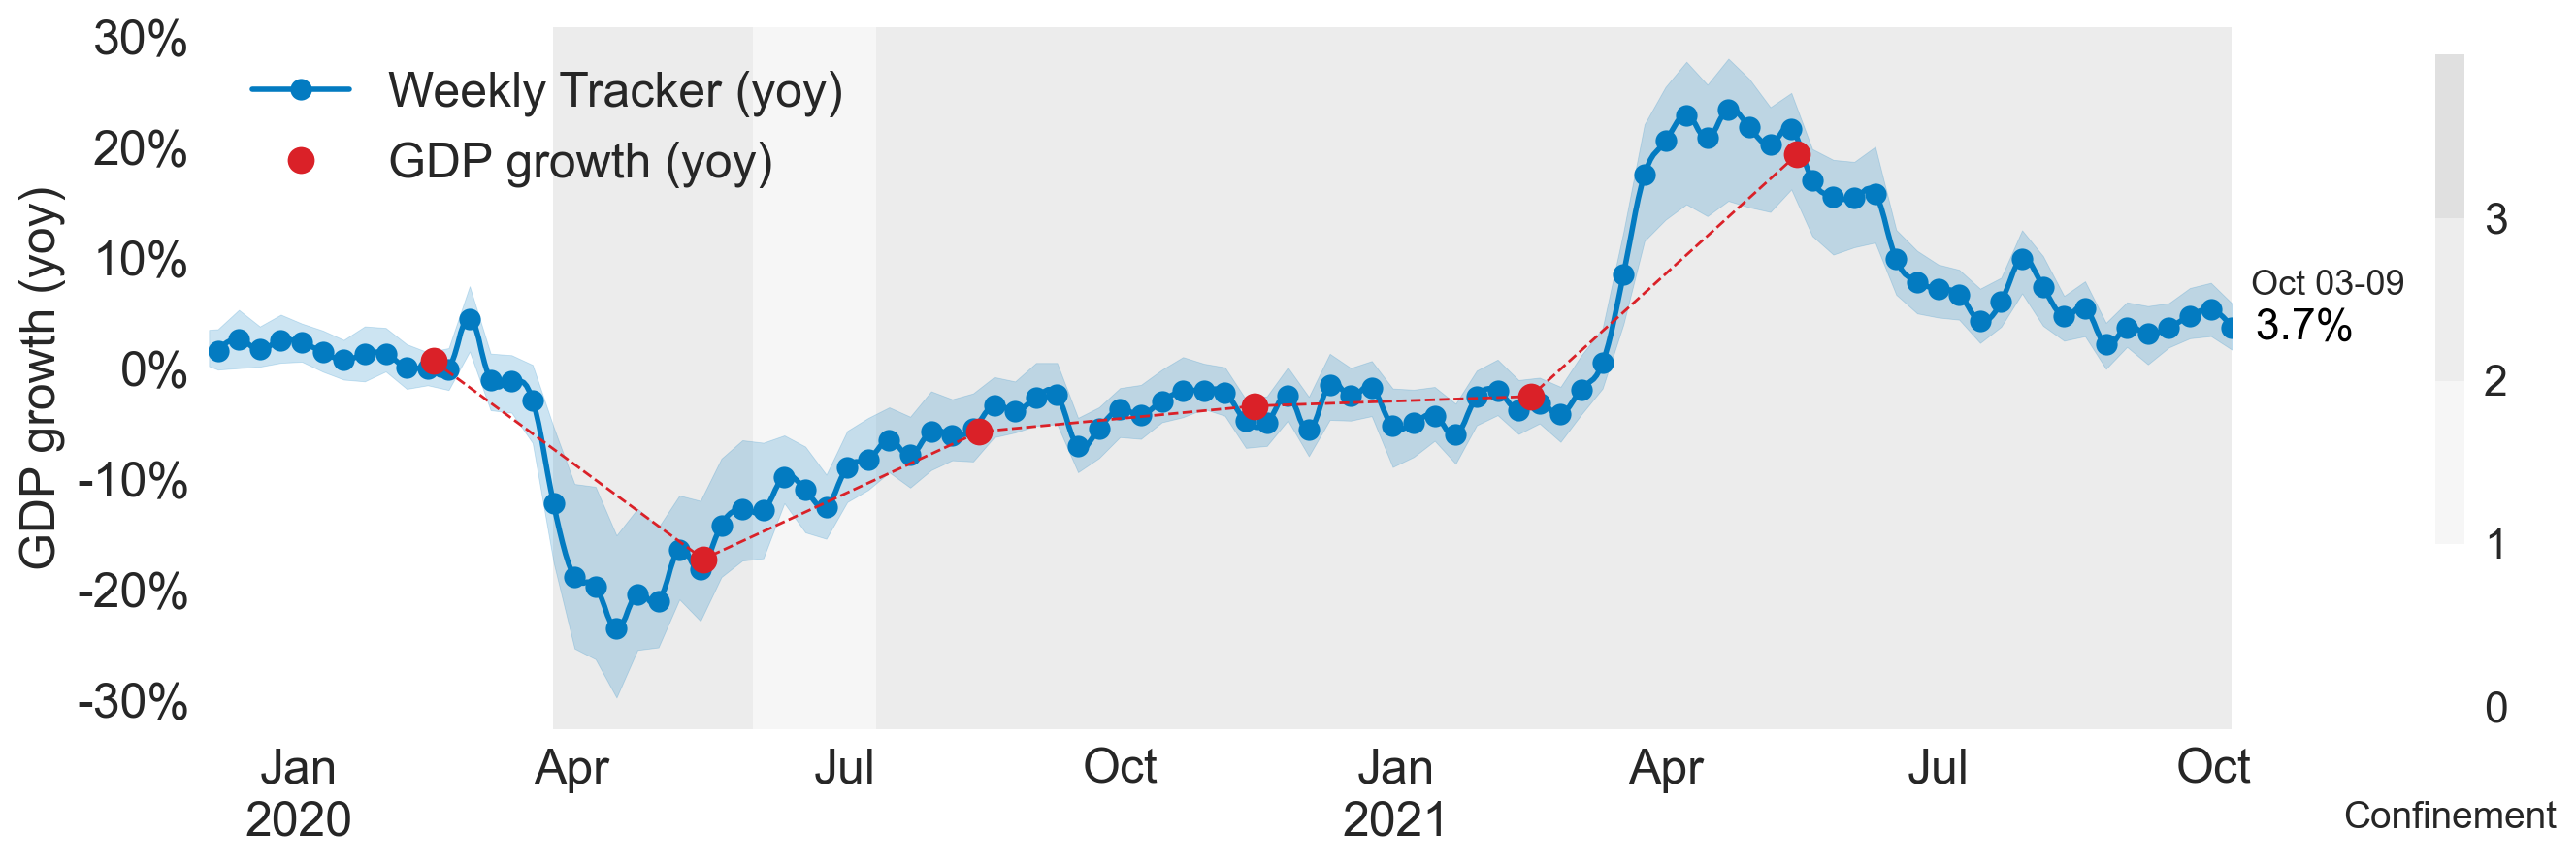 30%
20%
10%
0%
-10%
-20%
-30%
GDP growth (yoy)
Weekly Tracker (yoy)
GDP growth (yoy)
Oct 03-09
3.7%
3
2
1
0
Jan Apr Jul Oct Jan Apr Jul Oct
2020 2021
Confinement